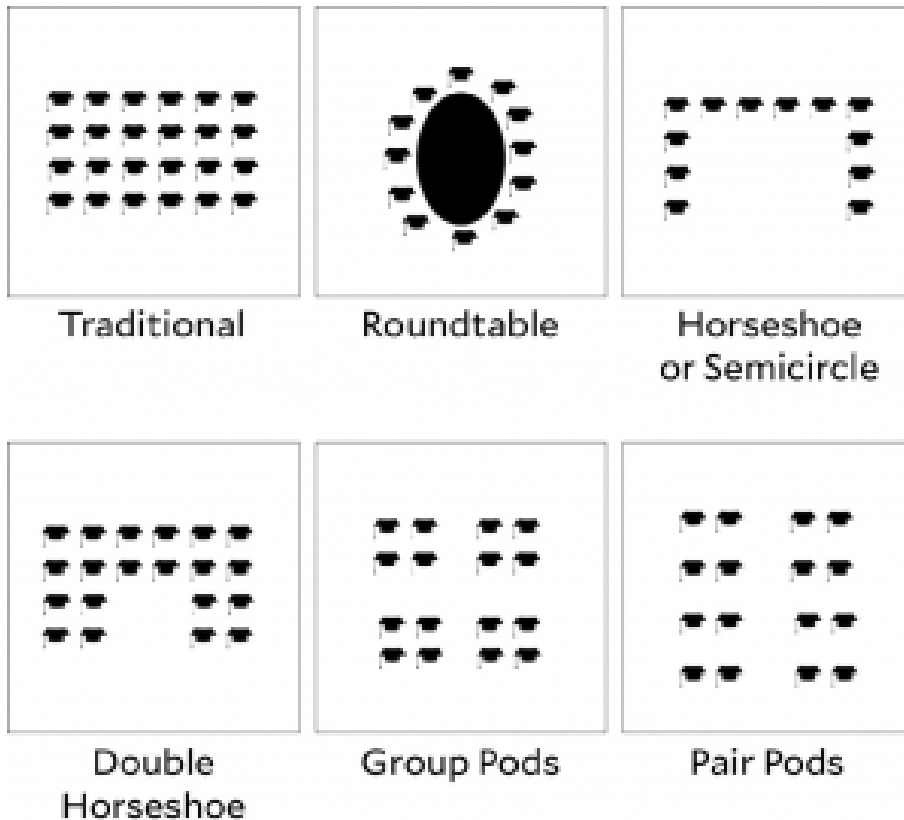 Traditional
Roundtable
Horseshoe
or Semicircle
Double
Horseshoe
Group Pods
Pair Pods